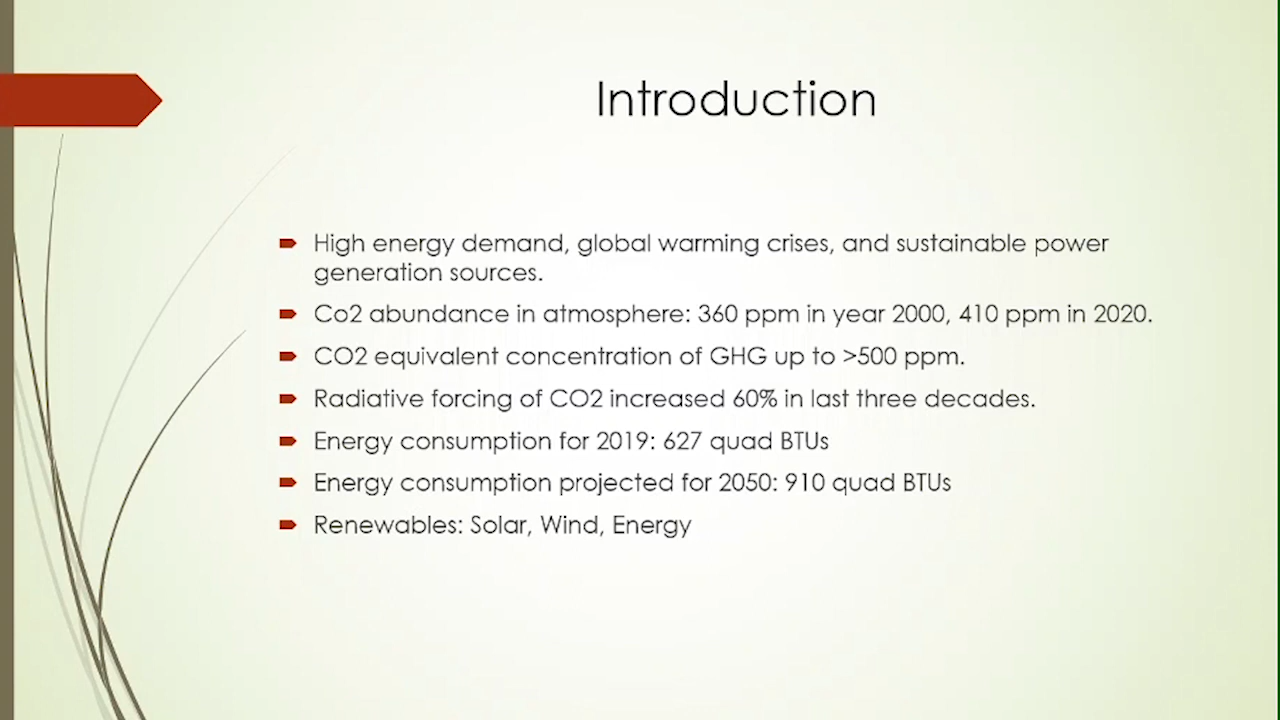 Introduction
High energy demand, global warming crises, and sustainable power
generation sources.
Co2 abundance in atmosphere: 360 ppm in year 2000, 410 ppm in 2020.
CO2 equivalent concentration of GHG up to >500 ppm.
Radiative forcing of CO2 increased 60% in last three decades.
Energy consumption for 2019: 627 quad BTUs
Energy consumption projected for 2050: 910 quad BTUs
Renewables: Solar, Wind, Energy